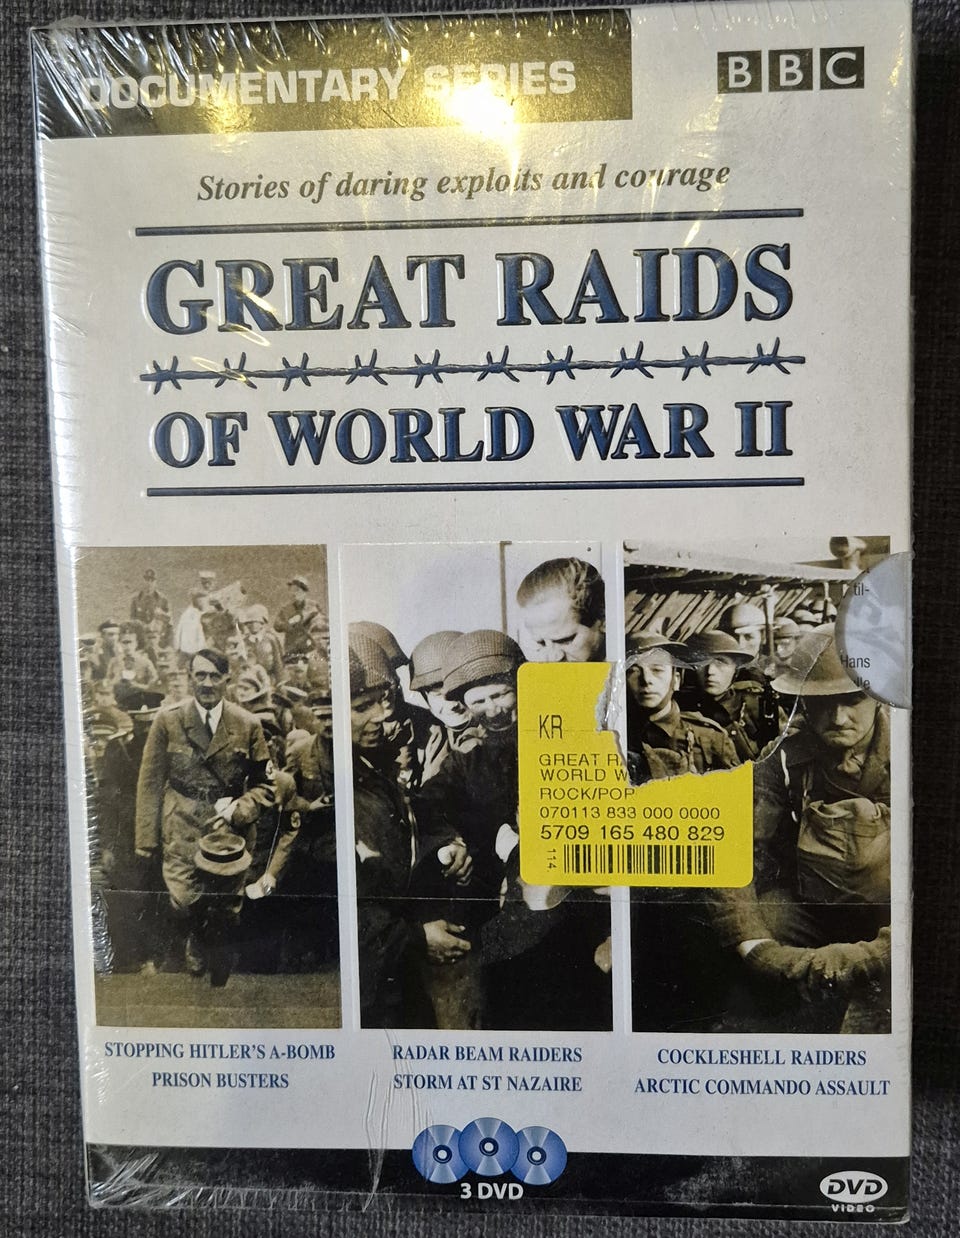 DOCUMENTARY SERIES
BBC
Stories of daring exploits and courage
GREAT RAIDS
OF WORLD WAR II
til-
Hans
lle
KR
GREAT R
WORLD W
ROCK/POP
070113 833 000 0000
5709 165 480 829
114
STOPPING HITLER'S A-BOMB
PRISON BUSTERS
RADAR BEAM RAIDERS
STORM AT ST NAZAIRE
COCKLESHELL RAIDERS
ARCTIC COMMANDO ASSAULT
3 DVD
DVD
VIDEO